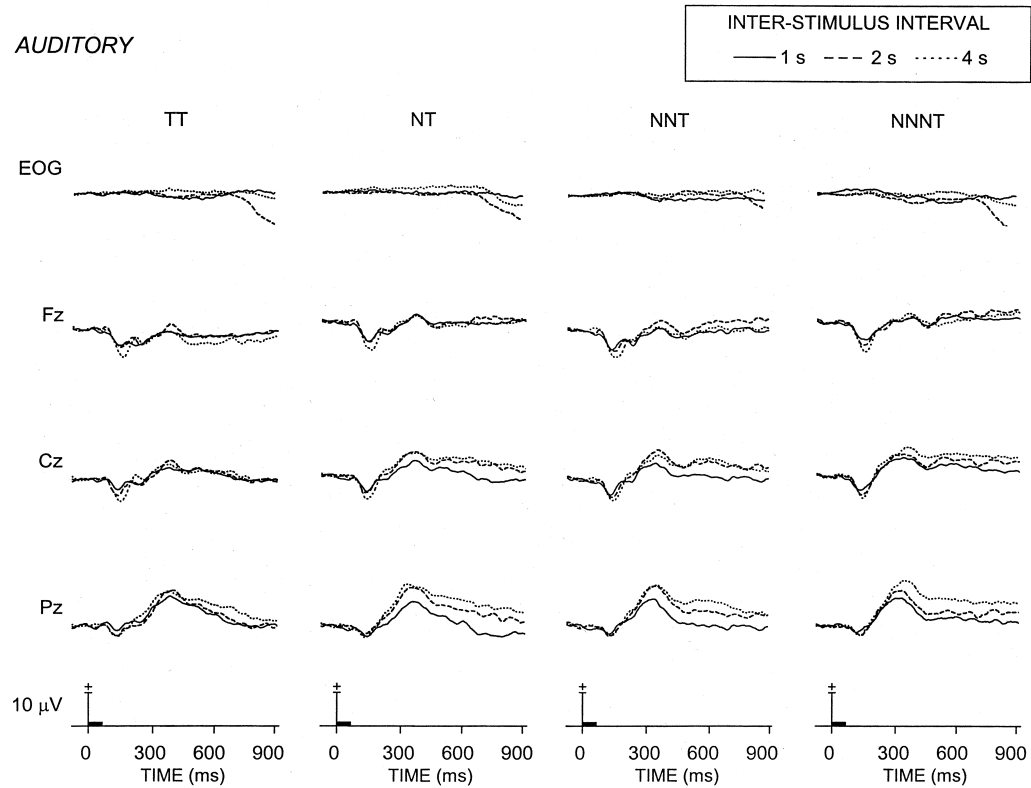 AUDITORY
INTER-STIMULUS INTERVAL
1 s 2 s 4 s
TT NT NNT NNNT
EOG
Fz
Cz
Pz
+ + + +
10 µV
0 300 600 900 0 300 600 900 0 300 600 900 0 300 600 900
TIME (ms) TIME (ms) TIME (ms) TIME (ms)